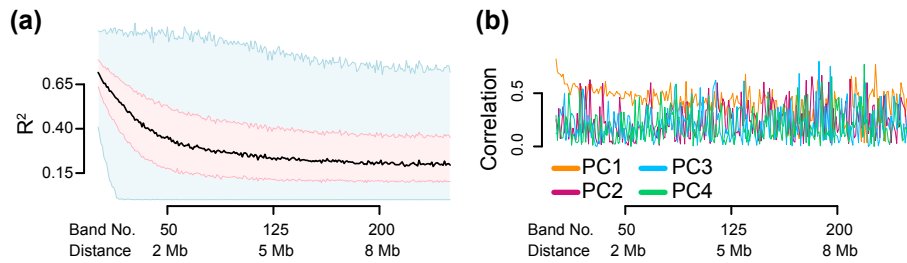 (a)
R²
0.65
0.40
0.15
Band No. 50 125 200
Distance 2 Mb 5 Mb 8 Mb
(b)
Correlation
0.5
0.0
PC1 PC3
PC2 PC4
Band No. 50 125 200
Distance 2 Mb 5 Mb 8 Mb